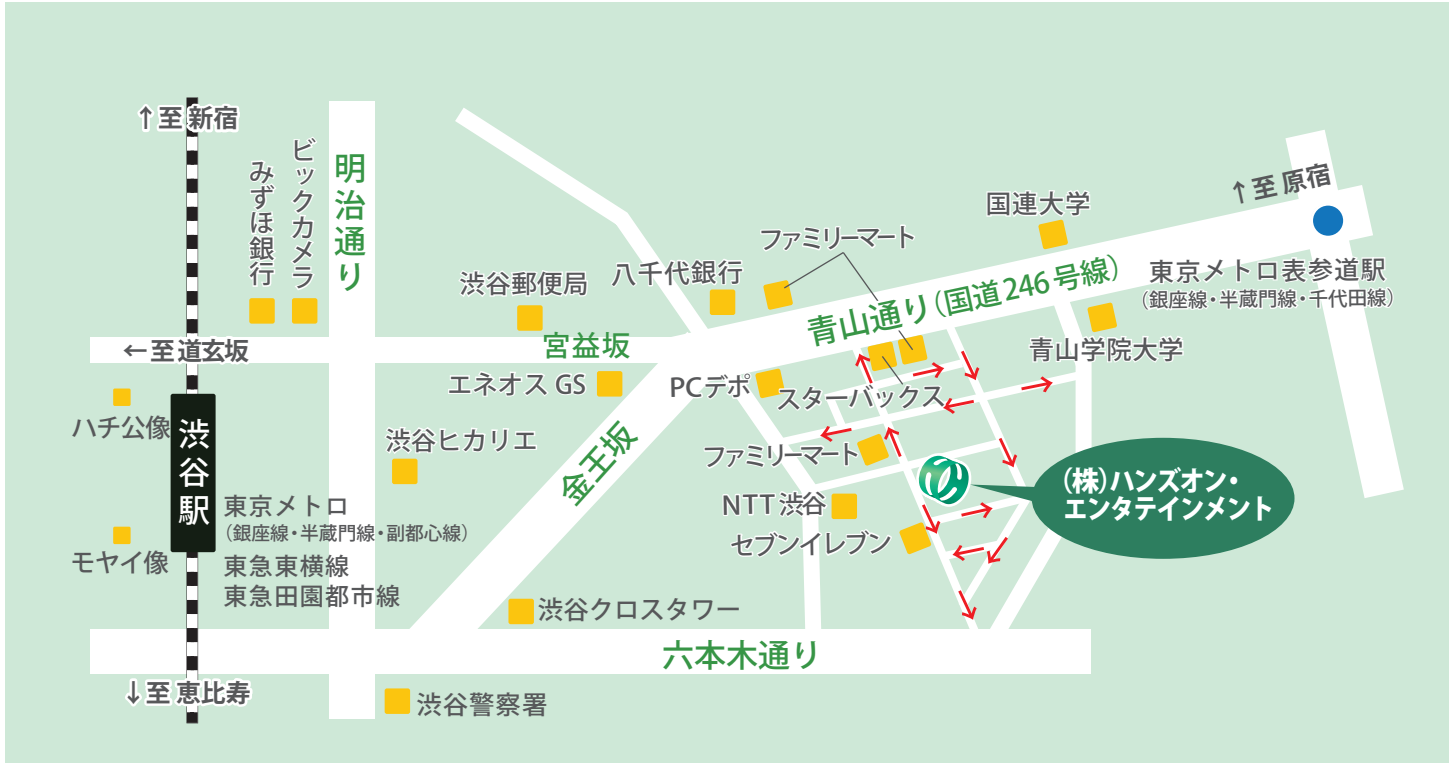 ↑至 新宿
みずほ銀行
ビックカメラ
明治通り
←至 道玄坂
ハチ公像
渋谷駅
モヤイ像
東京メトロ
(銀座線・半蔵門線・副都心線)
東急東横線
東急田園都市線
↓至 恵比寿
渋谷郵便局
八千代銀行
ファミリーマート
国連大学
↑至 原宿
宮益坂
青山通り(国道246号線)
東京メトロ表参道駅
(銀座線・半蔵門線・千代田線)
エネオス GS
PCデポ
スターバックス
青山学院大学
渋谷ヒカリエ
金王坂
ファミリーマート
NTT 渋谷
セブンイレブン
(株)ハンズオン・
エンタテインメント
渋谷クロスタワー
六本木通り
渋谷警察署